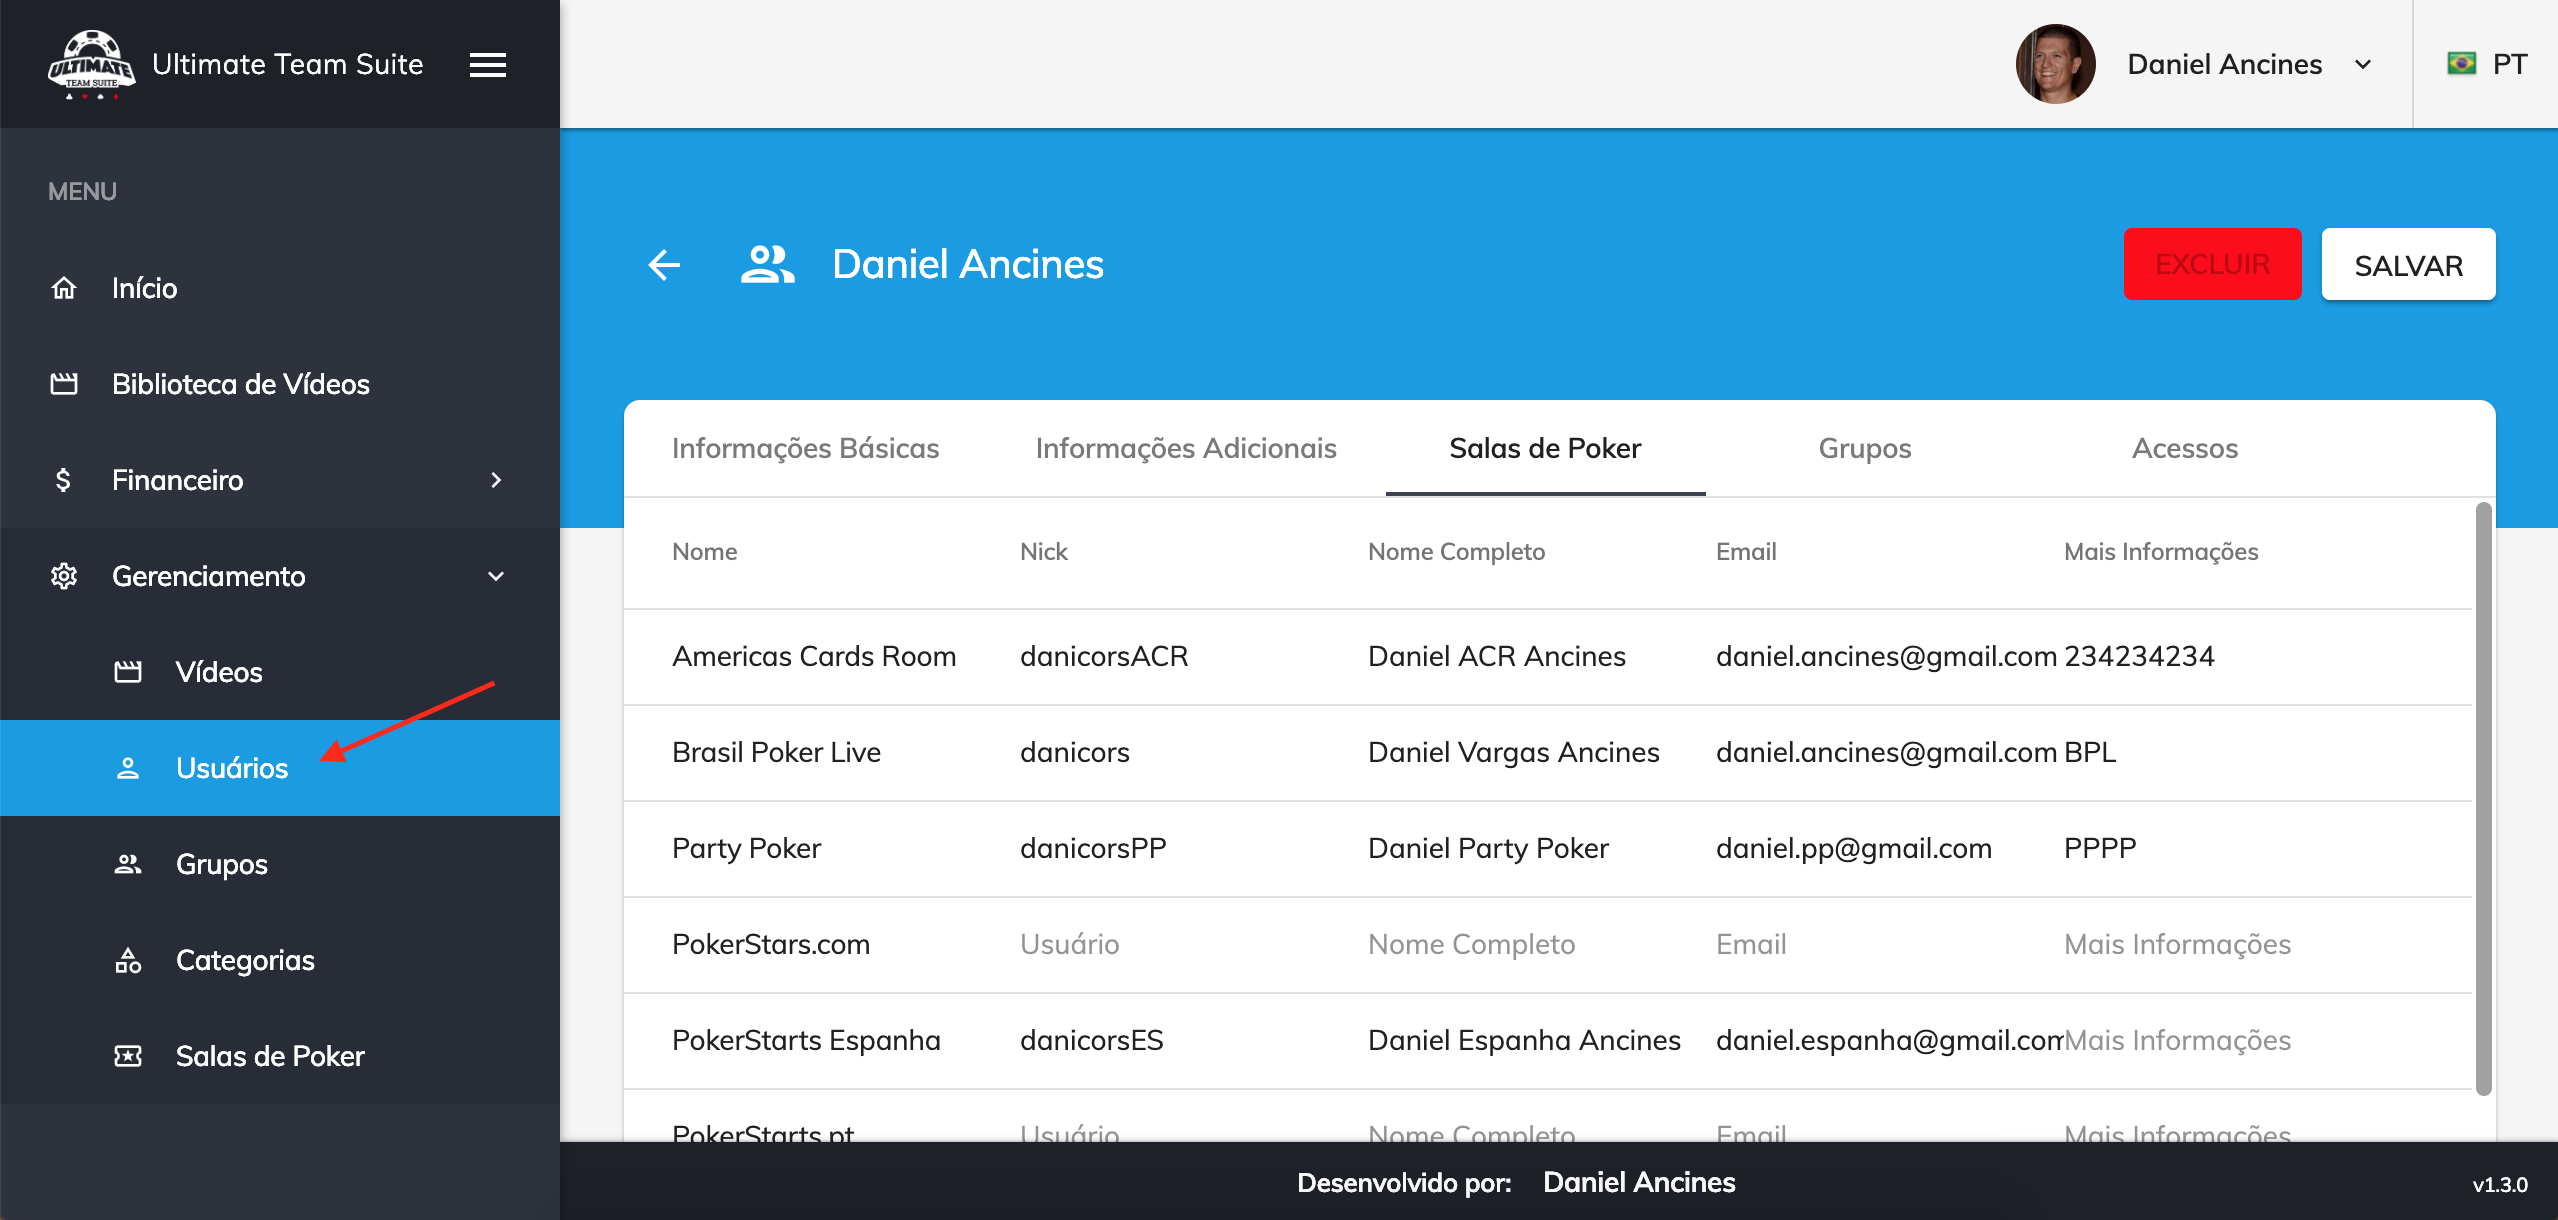 ULTIMATE
TEAM SUITE
Ultimate Team Suite
Daniel Ancines
PT
MENU
Início
Biblioteca de Vídeos
Financeiro
Gerenciamento
Vídeos
Usuários
Grupos
Categorias
Salas de Poker
Daniel Ancines
EXCLUIR
SALVAR
Informações Básicas Informações Adicionais Salas de Poker Grupos Acessos
Nome Nick Nome Completo Email Mais Informações
Americas Cards Room danicorsACR Daniel ACR Ancines daniel.ancines@gmail.com 234234234
Brasil Poker Live danicors Daniel Vargas Ancines daniel.ancines@gmail.com BPL
Party Poker danicorsPP Daniel Party Poker daniel.pp@gmail.com PPPP
PokerStars.com Usuário Nome Completo Email Mais Informações
PokerStarts Espanha danicorsES Daniel Espanha Ancines daniel.espanha@gmail.com Mais Informações
PokerStarts.pt Usuário Nome Completo Email Mais Informações
Desenvolvido por: Daniel Ancines
v1.3.0